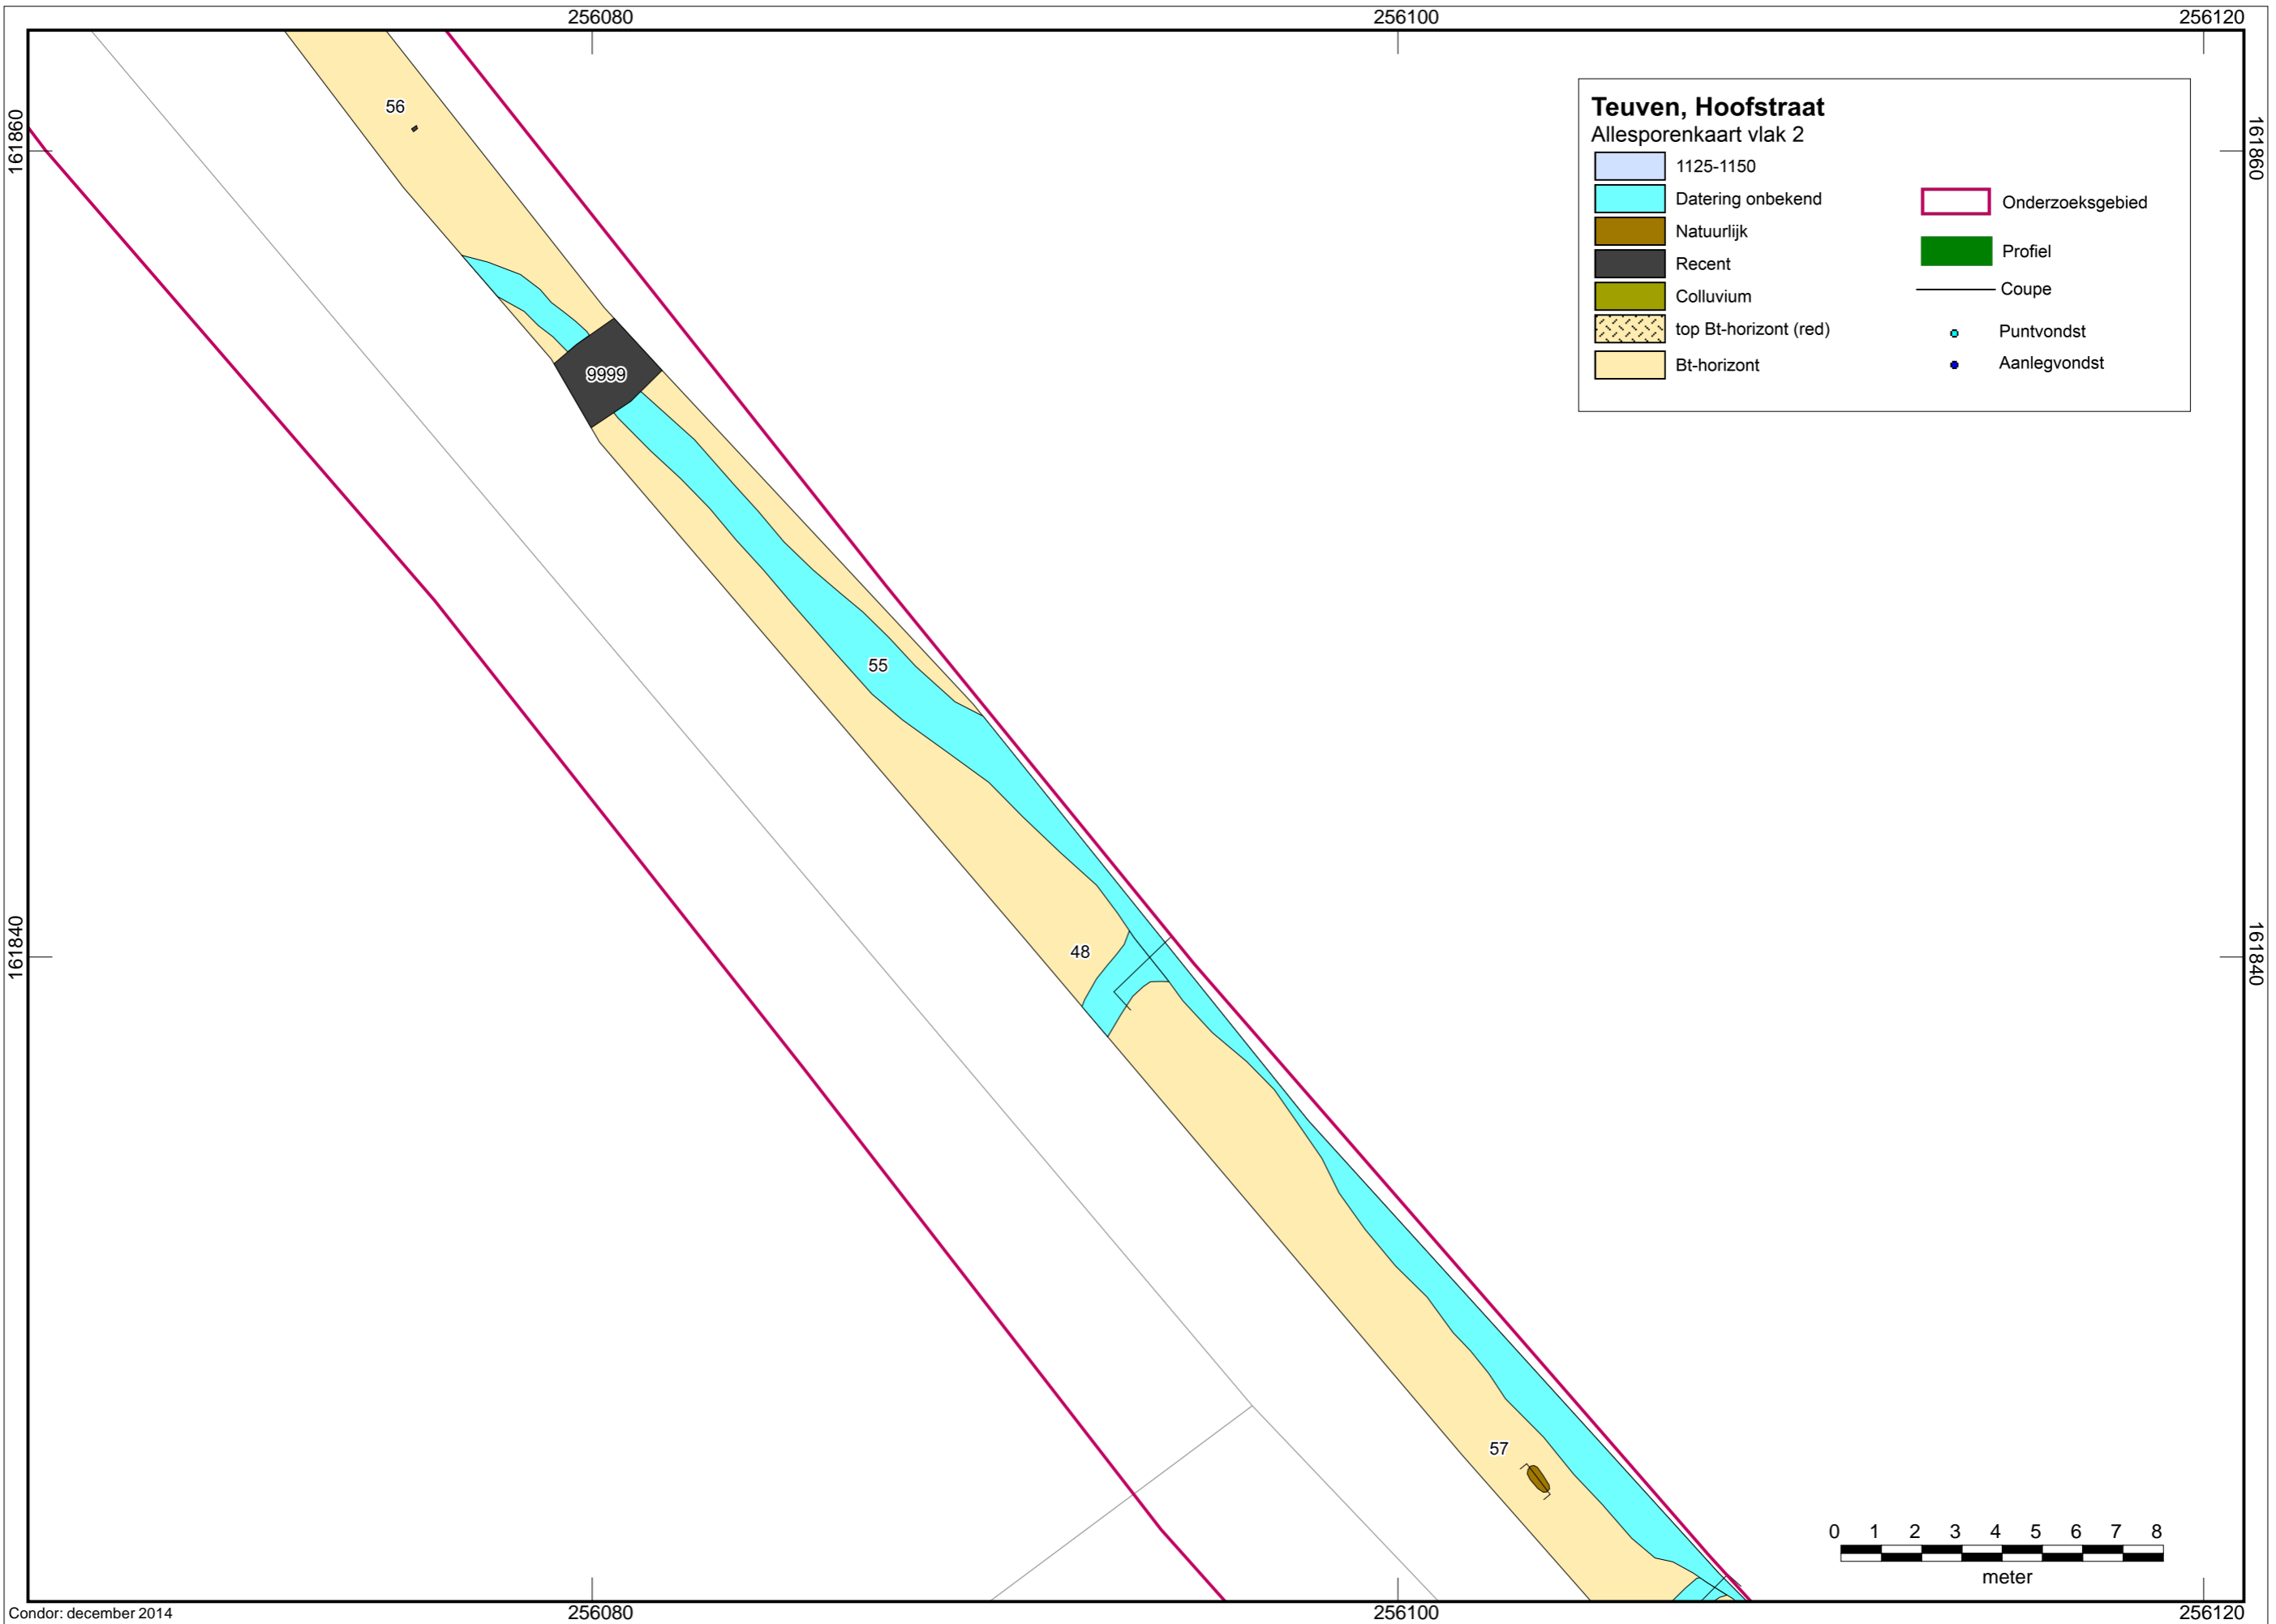 256080
256100
256120
161860
161860
Teuven, Hoofstraat
Allesporenkaart vlak 2
1125-1150
Datering onbekend
Natuurlijk
Recent
Colluvium
top Bt-horizont (red)
Bt-horizont
Onderzoeksgebied
Profiel
Coupe
Puntvondst
Aanlegvondst
56
9999
55
48
161840
161840
57
0 1 2 3 4 5 6 7 8
meter
256080
256100
256120
Condor: december 2014